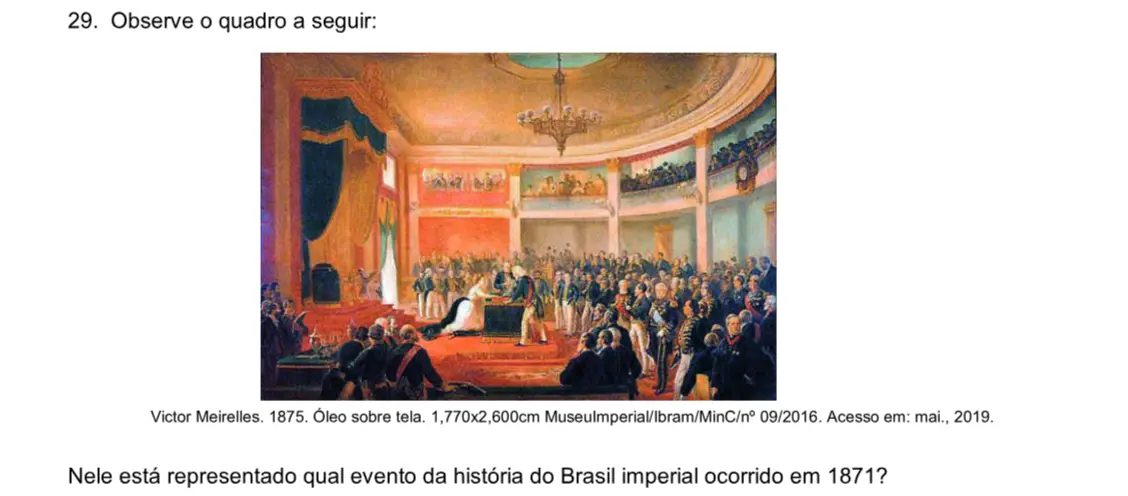 29. Observe o quadro a seguir:
Victor Meirelles. 1875. Óleo sobre tela. 1,770x2,600cm MuseuImperial/Ibram/MinC/nº 09/2016. Acesso em: mai., 2019.
Nele está representado qual evento da história do Brasil imperial ocorrido em 1871?